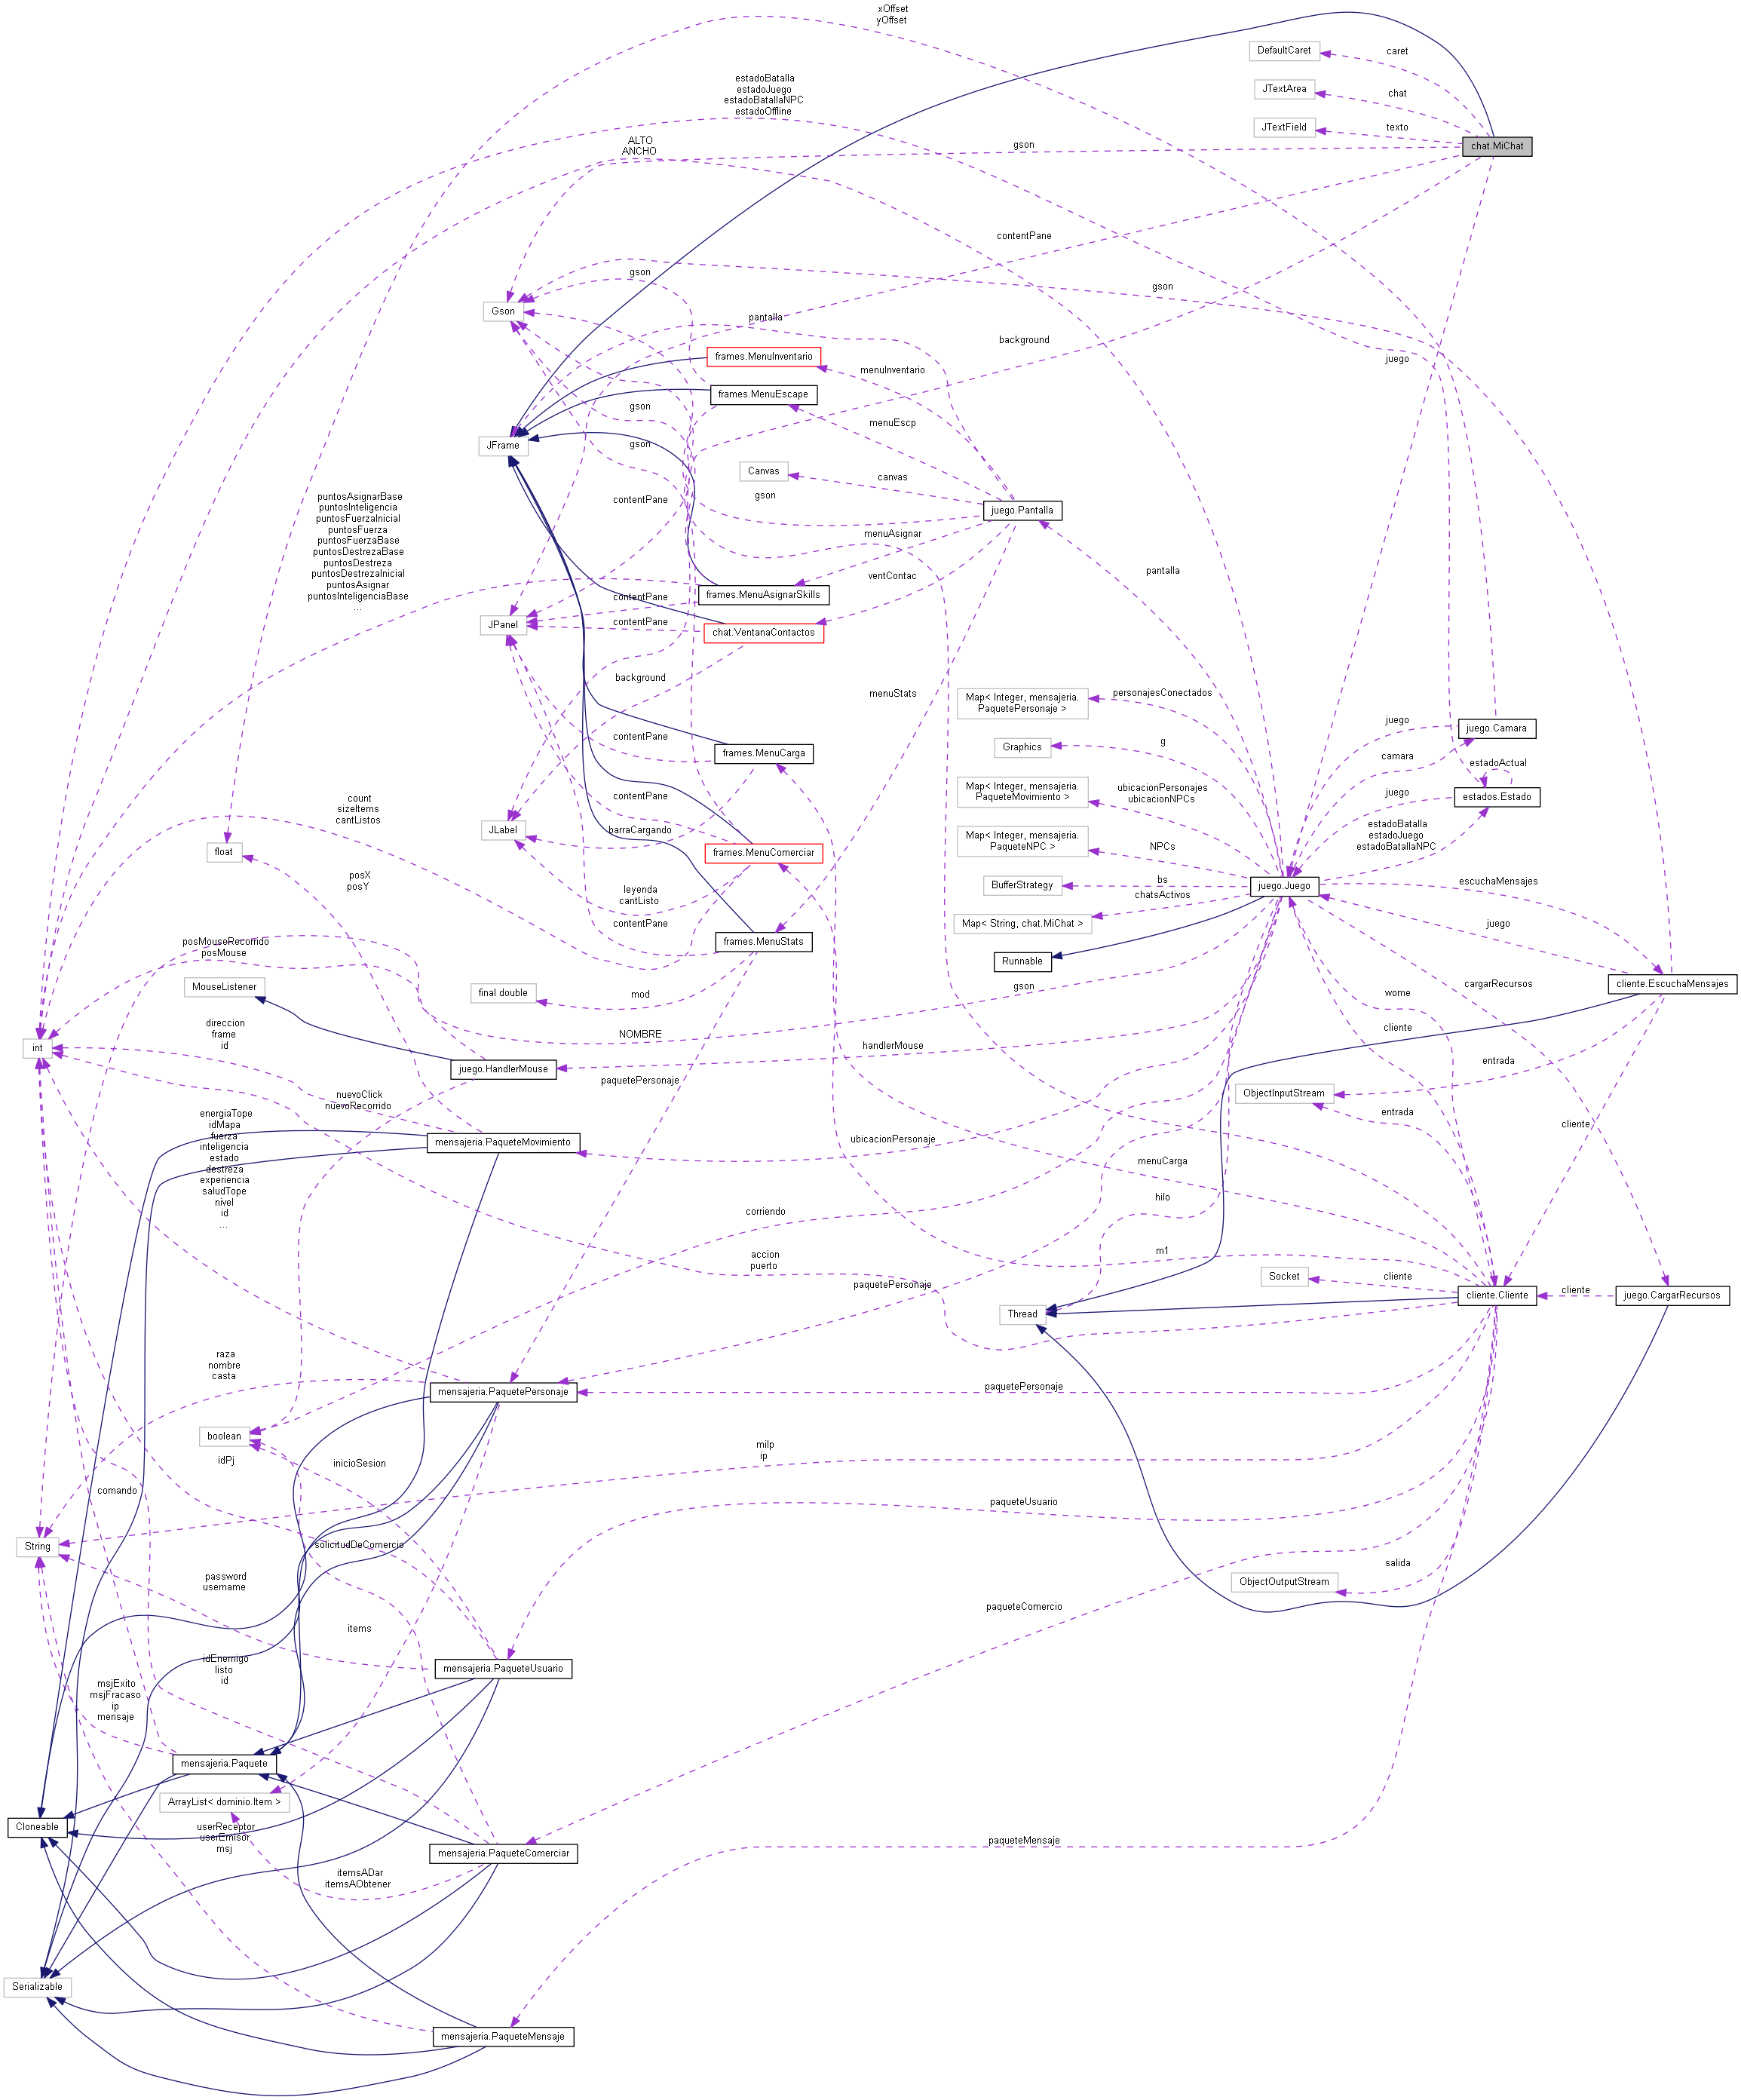 xOffset
yOffset
DefaultCaret
caret
estadoBatalla
estadoJuego
estadoBatallaNPC
estadoOffline
JTextArea
chat
JTextField
texto
ALTO
ANCHO
gson
chat.MiChat
contentPane
gson
gson
Gson
pantalla
background
juego
frames.MenuInventario
menuInventario
frames.MenuEscape
gson
menuEscp
JFrame
gson
Canvas
canvas
contentPane
gson
juego.Pantalla
puntosAsignarBase
puntosInteligencia
puntosFuerzaInicial
puntosFuerza
puntosFuerzaBase
puntosDestrezaBase
puntosDestreza
puntosDestrezaInicial
puntosAsignar
puntosInteligenciaBase
...
menuAsignar
ventContac
pantalla
contentPane
frames.MenuAsignarSkills
JPanel
contentPane
chat.VentanaContactos
background
menuStats
Map< Integer, mensajeria.
PaquetePersonaje >
personajesConectados
juego
juego.Camara
contentPane
frames.MenuCarga
Graphics
g
camara
estadoActual
count
sizeItems
cantListos
contentPane
Map< Integer, mensajeria.
PaqueteMovimiento >
ubicacionPersonajes
ubicacionNPCs
juego
estados.Estado
JLabel
barraCargando
estadoBatalla
estadoJuego
estadoBatallaNPC
float
frames.MenuComerciar
Map< Integer, mensajeria.
PaqueteNPC >
NPCs
posX
posY
leyenda
cantListo
BufferStrategy
bs
juego.Juego
escuchaMensajes
chatsActivos
contentPane
Map< String, chat.MiChat >
juego
posMouseRecorrido
posMouse
frames.MenuStats
Runnable
MouseListener
final double
mod
gson
wome
cargarRecursos
cliente.EscuchaMensajes
direccion
frame
id
int
NOMBRE
handlerMouse
cliente
entrada
juego.HandlerMouse
paquetePersonaje
ObjectInputStream
nuevoClick
nuevoRecorrido
entrada
cliente
energiaTope
idMapa
fuerza
inteligencia
estado
destreza
experiencia
saludTope
nivel
id
...
mensajeria.PaqueteMovimiento
ubicacionPersonaje
menuCarga
hilo
corriendo
accion
puerto
m1
paquetePersonaje
Socket
cliente
cliente.Cliente
cliente
juego.CargarRecursos
Thread
raza
nombre
casta
mensajeria.PaquetePersonaje
paquetePersonaje
boolean
idPj
inicioSesion
milp
ip
comando
paqueteUsuario
String
solicitudDeComercio
password
username
ObjectOutputStream
salida
paqueteComercio
items
idEnemigo
listo
id
mensajeria.PaqueteUsuario
msjExito
msjFracaso
ip
mensaje
mensajeria.Paquete
ArrayList< dominio.Item >
Cloneable
userReceptor
userEmisor
msj
mensajeria.PaqueteComerciar
paqueteMensaje
itemsADar
itemsAObtener
Serializable
mensajeria.PaqueteMensaje